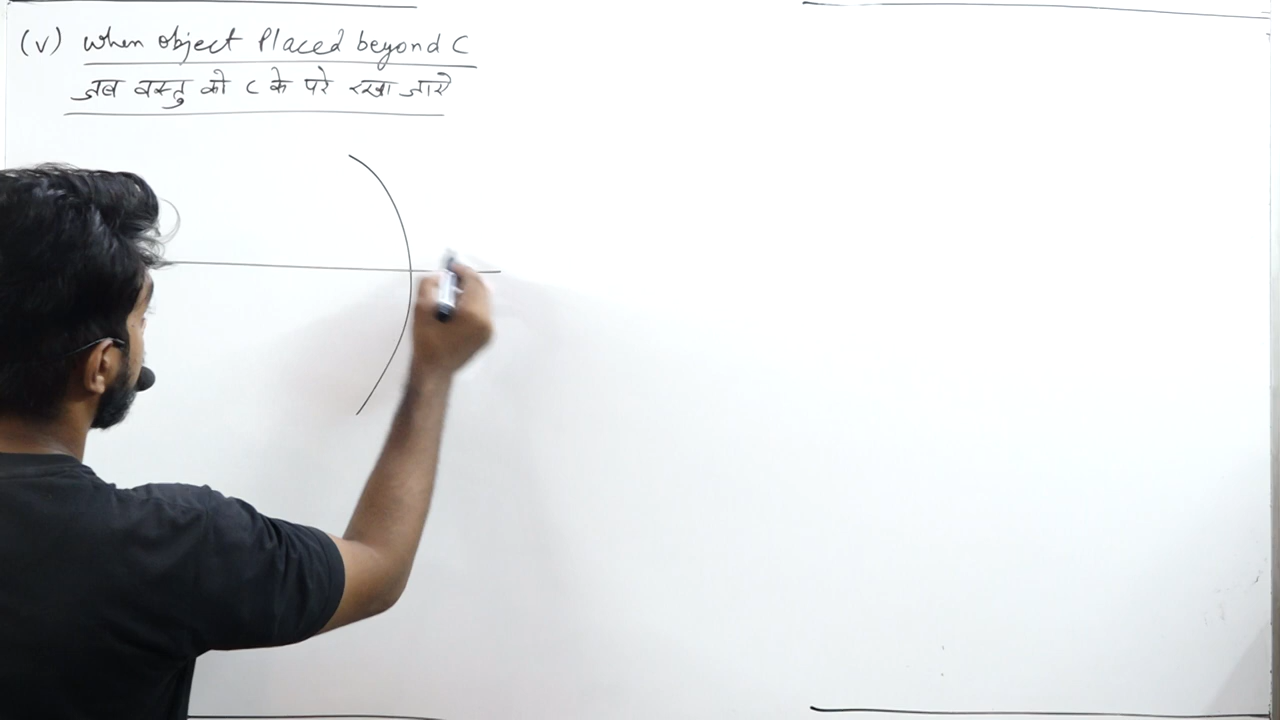 (v) when object Placed beyond C
जब वस्तु को C के परे रखा जाये